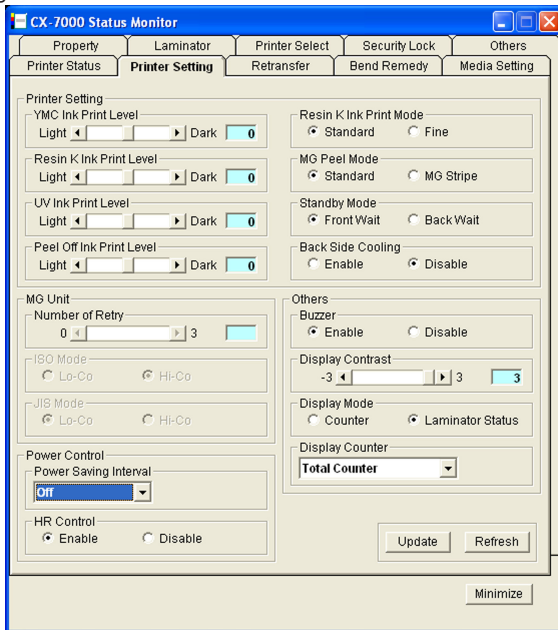 CX-7000 Status Monitor
Property Laminator Printer Select Security Lock Others
Printer Status Printer Setting Retransfer Bend Remedy Media Setting
Printer Setting
YMC Ink Print Level
Light Dark 0
Resin K Ink Print Level
Light Dark 0
UV Ink Print Level
Light Dark 0
Peel Off Ink Print Level
Light Dark 0
Resin K Ink Print Mode
Standard Fine
MG Peel Mode
Standard MG Stripe
Standby Mode
Front Wait Back Wait
Back Side Cooling
Enable Disable
MG Unit
Number of Retry
0 3
ISO Mode
Lo-Co Hi-Co
JIS Mode
Lo-Co Hi-Co
Others
Buzzer
Enable Disable
Display Contrast
-3 3 3
Display Mode
Counter Laminator Status
Display Counter
Total Counter
Power Control
Power Saving Interval
Off
HR Control
Enable Disable
Update Refresh
Minimize